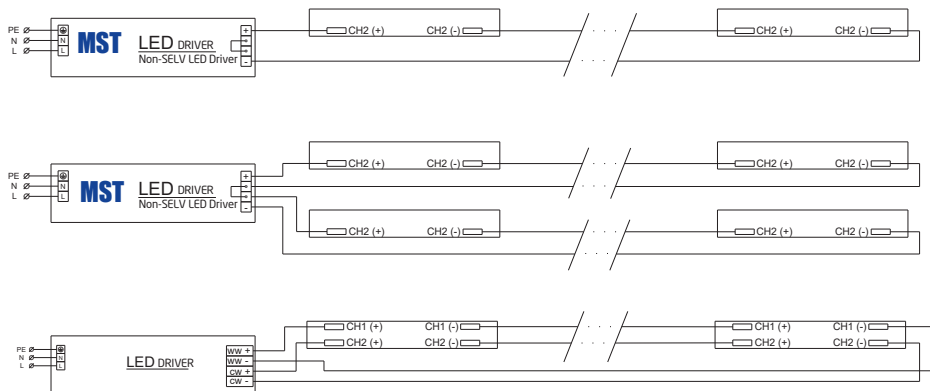 PE ⌀ ⏚ MST LED DRIVER + CH2 (+) CH2 (-) · · · CH2 (+) CH2 (-)
N ⌀ N
L ⌀ L Non-SELV LED Driver - · · ·
PE ⌀ ⏚ MST LED DRIVER + CH2 (+) CH2 (-) · · · CH2 (+) CH2 (-)
N ⌀ N · · ·
L ⌀ L Non-SELV LED Driver -
CH2 (+) CH2 (-) · · · CH2 (+) CH2 (-)
· · ·
CH1 (+) CH1 (-) · · · CH1 (+) CH1 (-)
CH2 (+) CH2 (-) · · · CH2 (+) CH2 (-)
PE ⌀ ⏚ WW +
N ⌀ N LED DRIVER WW -
L ⌀ L CW +
CW -